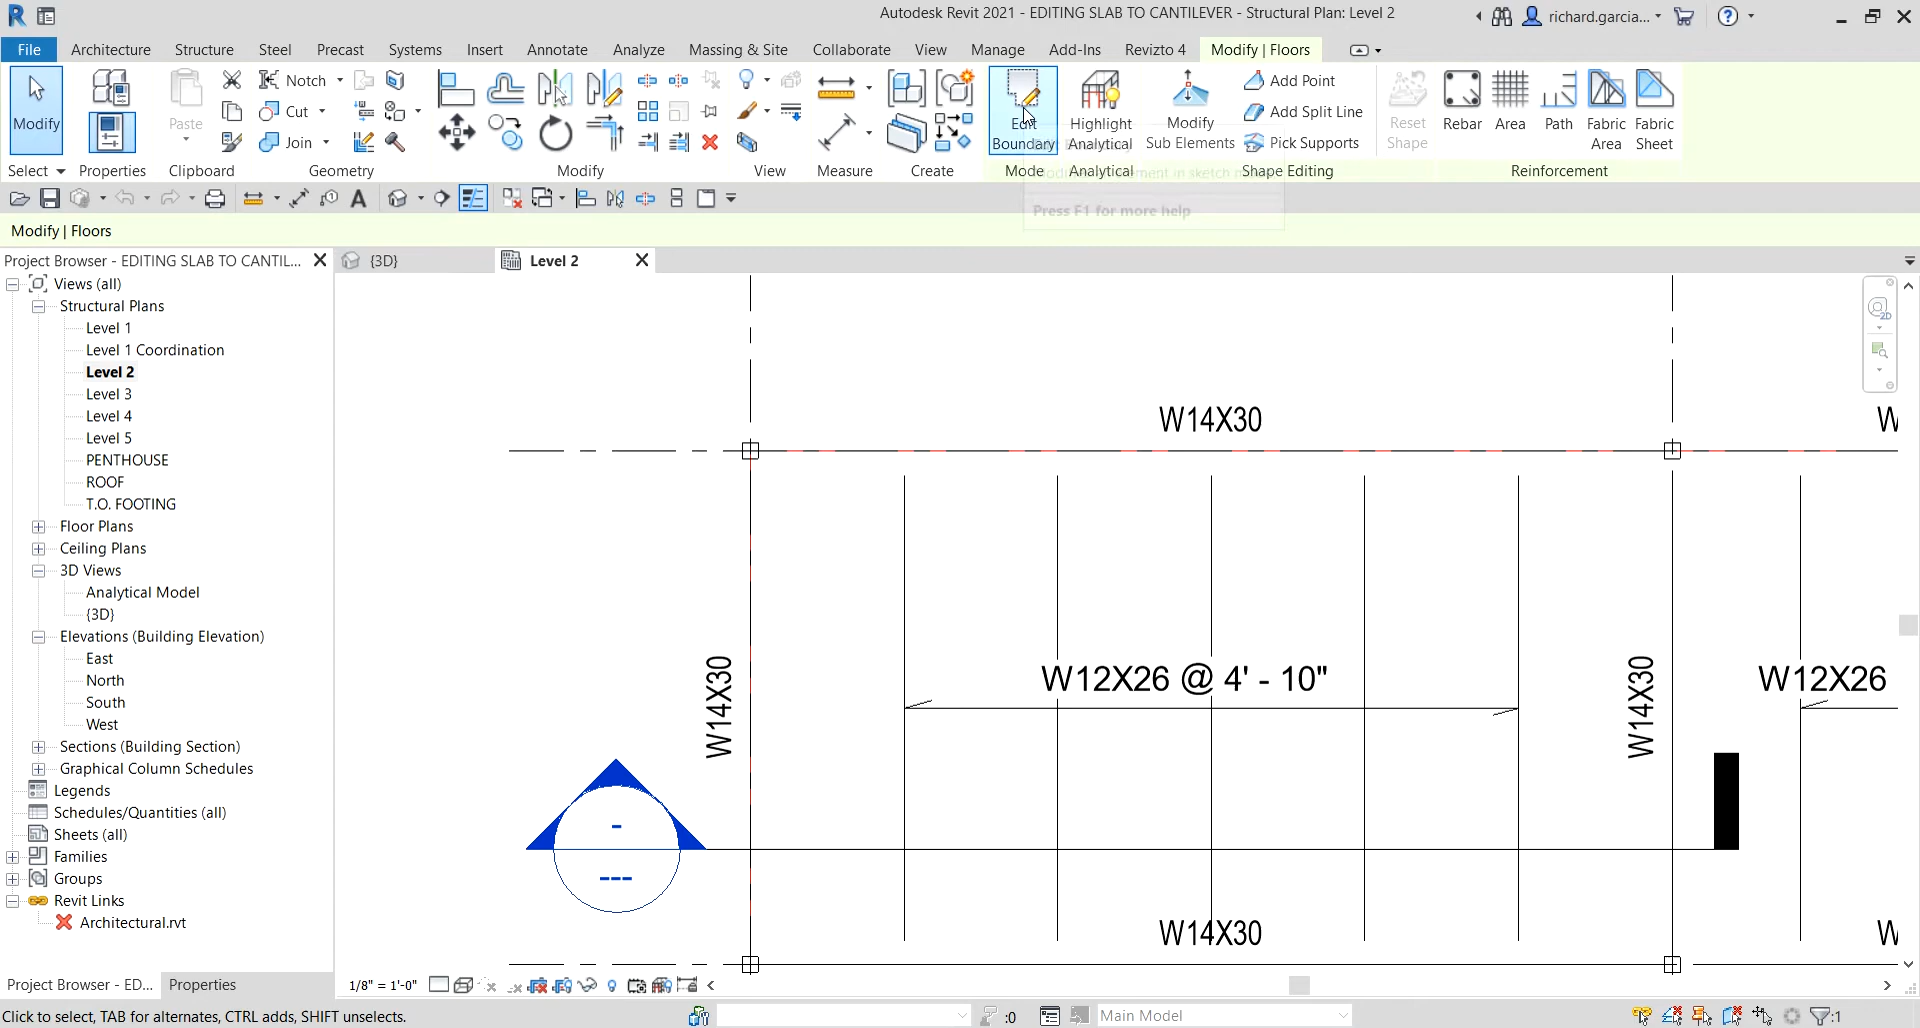 Autodesk Revit 2021 - EDITING SLAB TO CANTILEVER - Structural Plan: Level 2
richard.garcia...
File Architecture Structure Steel Precast Systems Insert Annotate Analyze Massing & Site Collaborate View Manage Add-Ins Revizto 4 Modify | Floors
Modify
Paste
Notch
Cut
Join
Edit
Boundary
Highlight
Analytical
Modify
Sub Elements
Add Point
Add Split Line
Pick Supports
Reset
Shape
Rebar
Area
Path
Fabric
Area
Fabric
Sheet
Select Properties Clipboard Geometry Modify View Measure Create Mode Analytical Shape Editing Reinforcement
Press F1 for more help
Modify | Floors
Project Browser - EDITING SLAB TO CANTIL...
{3D}
Level 2
Views (all)
Structural Plans
Level 1
Level 1 Coordination
Level 2
Level 3
Level 4
Level 5
PENTHOUSE
ROOF
T.O. FOOTING
Floor Plans
Ceiling Plans
3D Views
Analytical Model
{3D}
Elevations (Building Elevation)
East
North
South
West
Sections (Building Section)
Graphical Column Schedules
Legends
Schedules/Quantities (all)
Sheets (all)
Families
Groups
Revit Links
Architectural.rvt
2D
W14X30
W
W14X30
W12X26 @ 4' - 10"
W14X30
W12X26
-
---
W14X30
W
Project Browser - ED...
Properties
1/8" = 1'-0"
Click to select, TAB for alternates, CTRL adds, SHIFT unselects.
:0
Main Model
:1